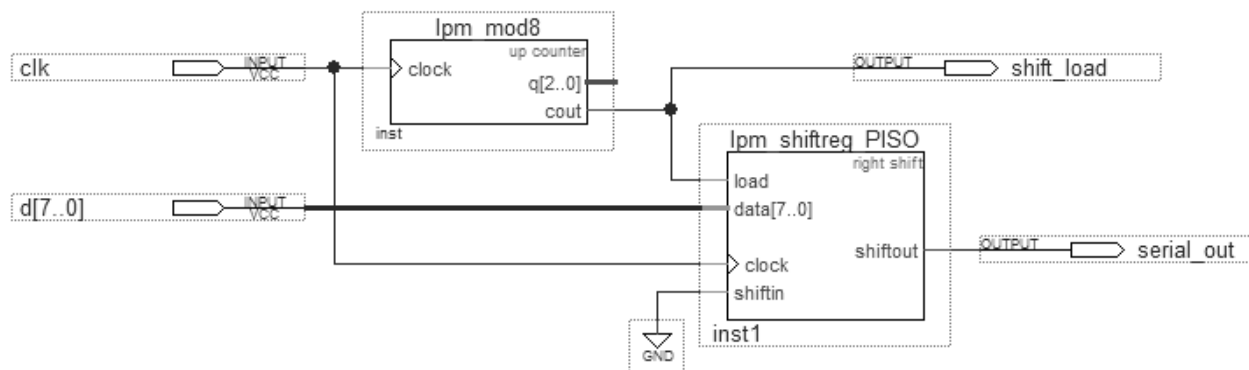 lpm_mod8
up counter
clk
INPUT
VCC
clock
q[2..0]
cout
inst
OUTPUT
shift_load
lpm_shiftreg_PISO
right shift
load
d[7..0]
INPUT
VCC
data[7..0]
shiftout
OUTPUT
serial_out
clock
shiftin
inst1
GND